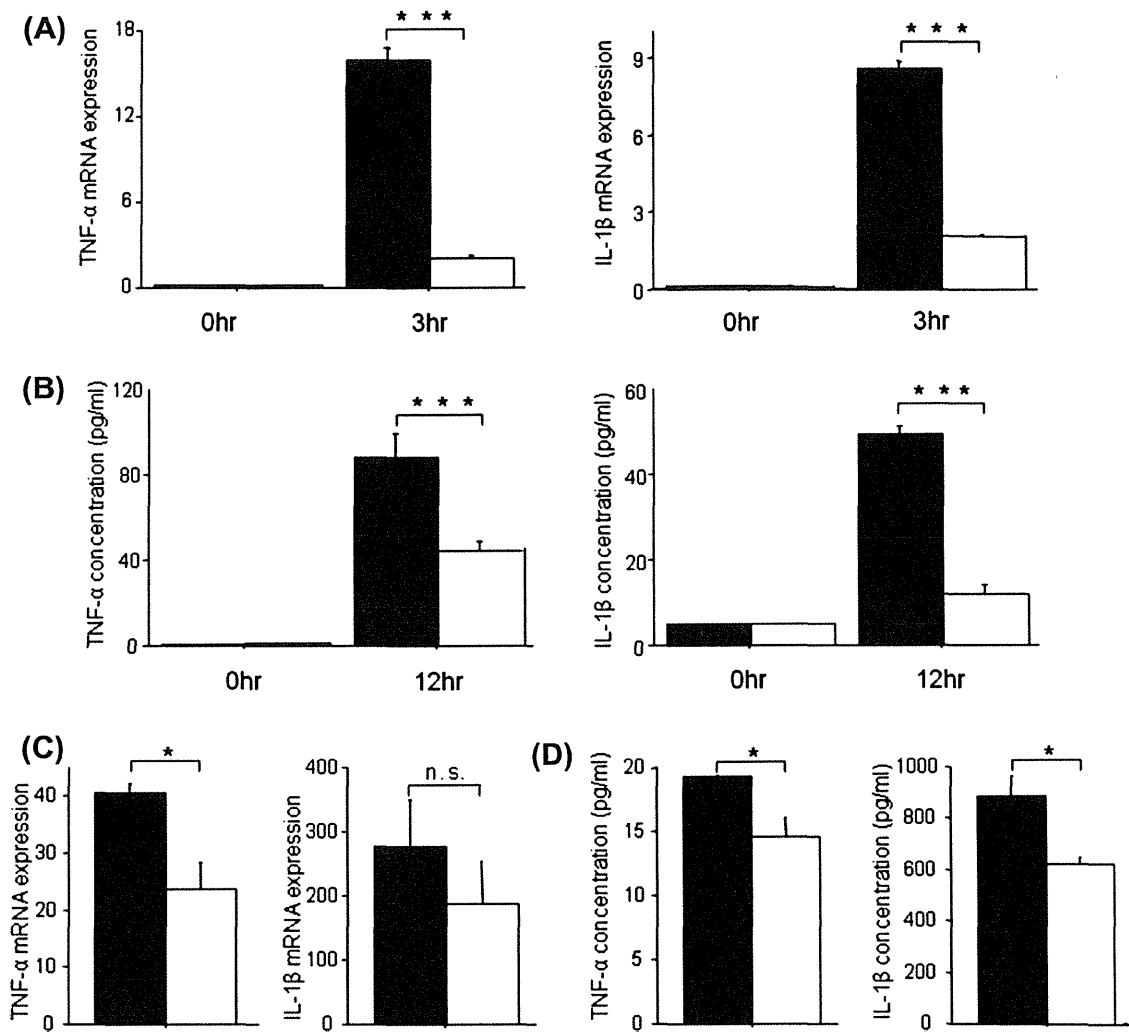 (A)
TNF-α mRNA expression
18
12
6
0
* * *
0hr
3hr
IL-1β mRNA expression
9
6
3
0
* * *
0hr
3hr
(B)
TNF-α concentration (pg/ml)
120
80
40
0
* * *
0hr
12hr
IL-1β concentration (pg/ml)
60
40
20
0
* * *
0hr
12hr
(C)
TNF-α mRNA expression
40
30
20
10
0
*
IL-1β mRNA expression
400
300
200
100
0
n.s.
(D)
TNF-α concentration (pg/ml)
20
15
10
5
0
*
IL-1β concentration (pg/ml)
1000
800
600
400
200
0
*